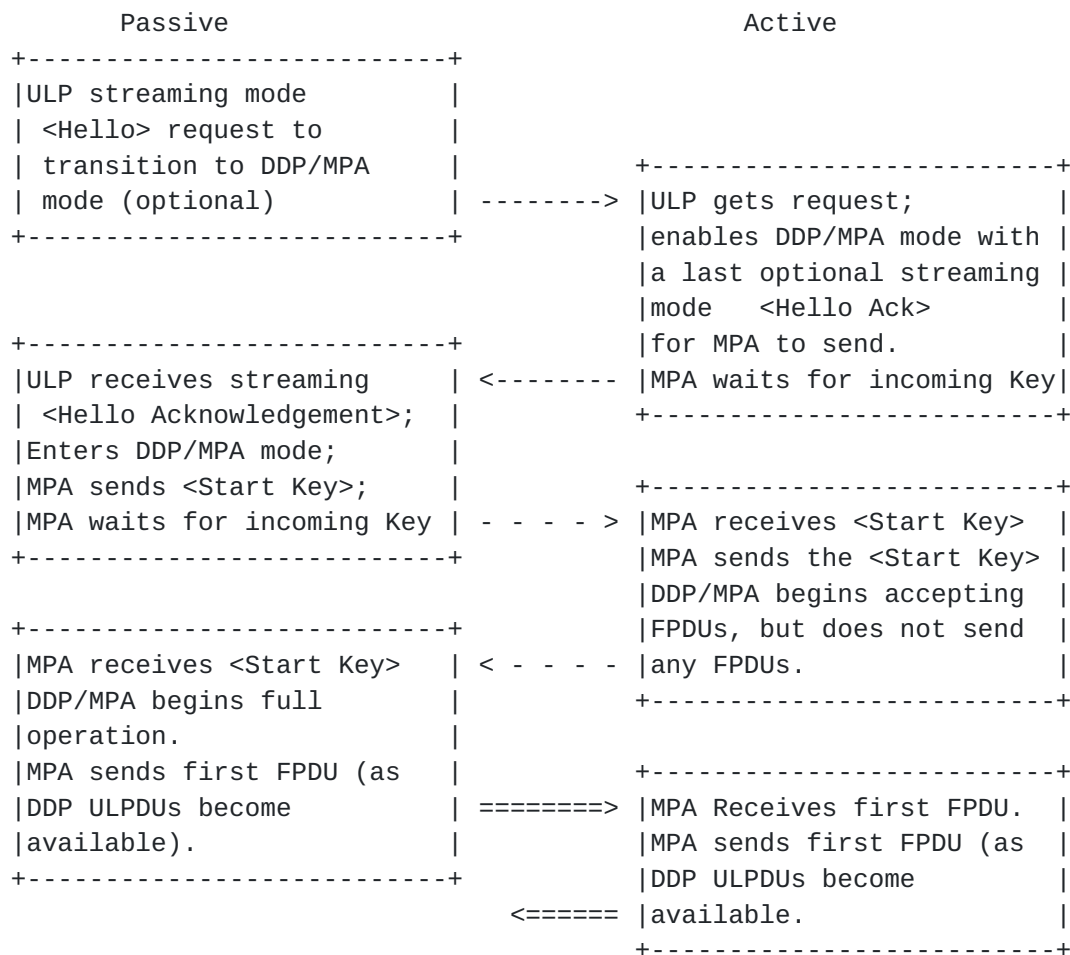 Passive                                 Active
+---------------------------+
|ULP streaming mode         |
| <Hello> request to        |
| transition to DDP/MPA     |           +--------------------------+
| mode (optional)           | --------> |ULP gets request;         |
+---------------------------+           |enables DDP/MPA mode with |
                                        |a last optional streaming |
                                        |mode   <Hello Ack>        |
+---------------------------+           |for MPA to send.          |
|ULP receives streaming     | <-------- |MPA waits for incoming Key|
| <Hello Acknowledgement>;  |           +--------------------------+
|Enters DDP/MPA mode;       |
|MPA sends <Start Key>;     |           +--------------------------+
|MPA waits for incoming Key | - - - - > |MPA receives <Start Key>  |
+---------------------------+           |MPA sends the <Start Key> |
                                        |DDP/MPA begins accepting  |
+---------------------------+           |FPDUs, but does not send  |
|MPA receives <Start Key>   | < - - - - |any FPDUs.                |
|DDP/MPA begins full        |           +--------------------------+
|operation.                 |
|MPA sends first FPDU (as   |           +--------------------------+
|DDP ULPDUs become          | ========> |MPA Receives first FPDU.  |
|available).                |           |MPA sends first FPDU (as  |
+---------------------------+           |DDP ULPDUs become         |
                                <====== |available.                |
                                        +--------------------------+